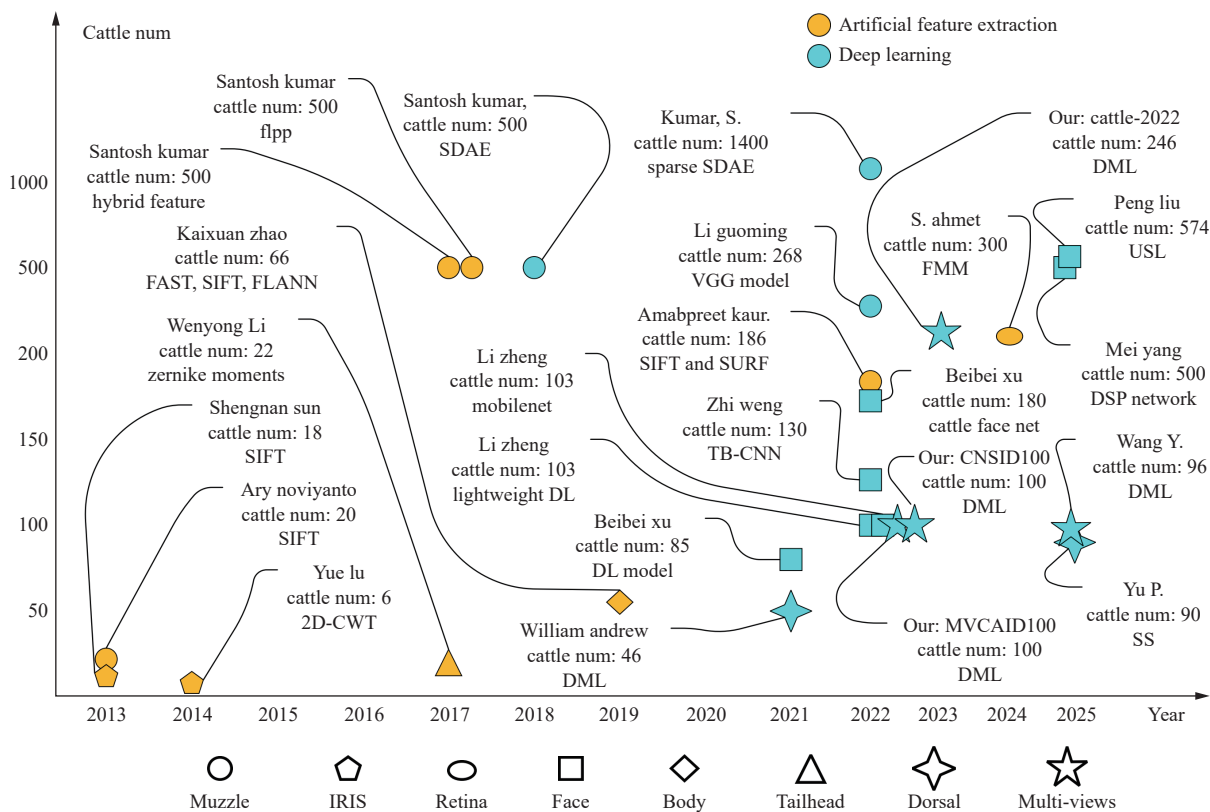 Cattle num
Artificial feature extraction
Deep learning
Santosh kumar
cattle num: 500
flpp
Santosh kumar,
cattle num: 500
SDAE
Kumar, S.
cattle num: 1400
sparse SDAE
Our: cattle-2022
cattle num: 246
DML
Santosh kumar
cattle num: 500
hybrid feature
Peng liu
cattle num: 574
USL
S. ahmet
cattle num: 300
FMM
Kaixuan zhao
cattle num: 66
FAST, SIFT, FLANN
Li guoming
cattle num: 268
VGG model
Wenyong Li
cattle num: 22
zernike moments
Amabpreet kaur.
cattle num: 186
SIFT and SURF
Li zheng
cattle num: 103
mobilenet
Mei yang
cattle num: 500
DSP network
Beibei xu
cattle num: 180
cattle face net
Shengnan sun
cattle num: 18
SIFT
Zhi weng
cattle num: 130
TB-CNN
Li zheng
cattle num: 103
lightweight DL
Our: CNSID100
cattle num: 100
DML
Wang Y.
cattle num: 96
DML
Ary noviyanto
cattle num: 20
SIFT
Beibei xu
cattle num: 85
DL model
Yue lu
cattle num: 6
2D-CWT
William andrew
cattle num: 46
DML
Our: MVCAID100
cattle num: 100
DML
Yu P.
cattle num: 90
SS
1000
500
200
150
100
50
2013 2014 2015 2016 2017 2018 2019 2020 2021 2022 2023 2024 2025 Year
Muzzle IRIS Retina Face Body Tailhead Dorsal Multi-views